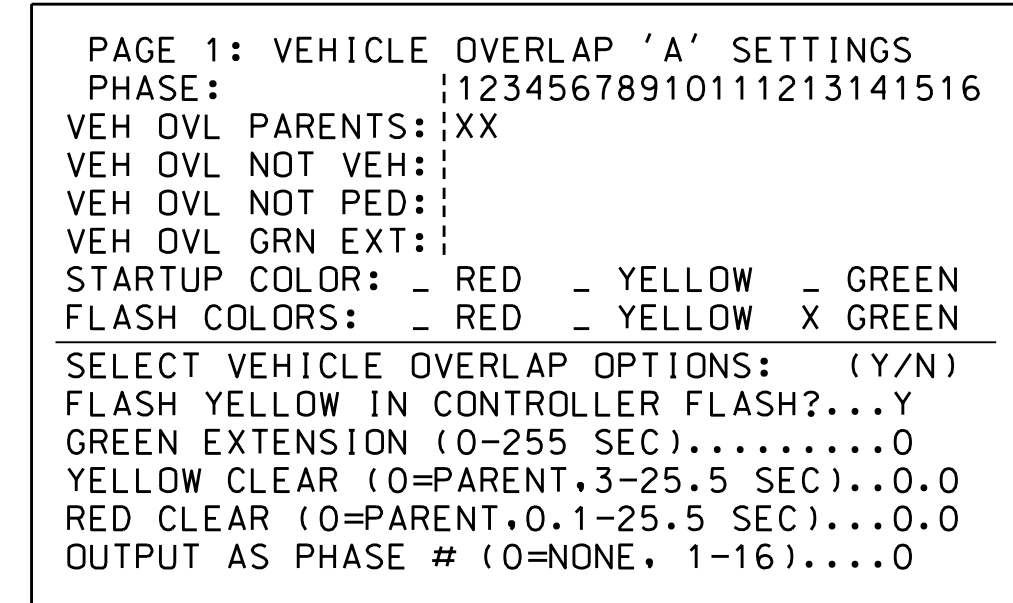 PAGE 1: VEHICLE OVERLAP 'A' SETTINGS
PHASE: ¦12345678910111213141516
VEH OVL PARENTS:¦XX
VEH OVL NOT VEH:¦
VEH OVL NOT PED:¦
VEH OVL GRN EXT:¦
STARTUP COLOR: _ RED _ YELLOW _ GREEN
FLASH COLORS: _ RED _ YELLOW X GREEN
SELECT VEHICLE OVERLAP OPTIONS: (Y/N)
FLASH YELLOW IN CONTROLLER FLASH?...Y
GREEN EXTENSION (0-255 SEC).........0
YELLOW CLEAR (0=PARENT,3-25.5 SEC)..0.0
RED CLEAR (0=PARENT,0.1-25.5 SEC)...0.0
OUTPUT AS PHASE # (0=NONE, 1-16)....0